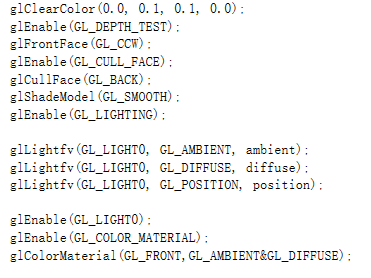 glClearColor(0.0, 0.1, 0.1, 0.0);
glEnable(GL_DEPTH_TEST);
glFrontFace(GL_CCW);
glEnable(GL_CULL_FACE);
glCullFace(GL_BACK);
glShadeModel(GL_SMOOTH);
glEnable(GL_LIGHTING);
glLightfv(GL_LIGHT0, GL_AMBIENT, ambient);
glLightfv(GL_LIGHT0, GL_DIFFUSE, diffuse);
glLightfv(GL_LIGHT0, GL_POSITION, position);
glEnable(GL_LIGHT0);
glEnable(GL_COLOR_MATERIAL);
glColorMaterial(GL_FRONT,GL_AMBIENT&GL_DIFFUSE);